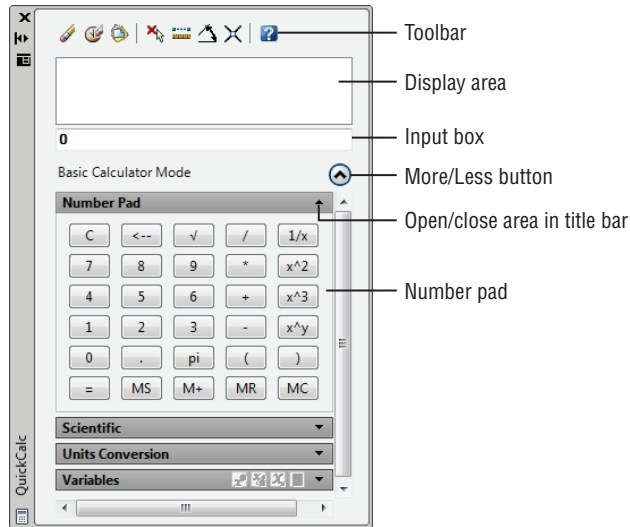 Toolbar
Display area
0
Input box
Basic Calculator Mode
More/Less button
Number Pad
Open/close area in title bar
C <-- √ / 1/x
7 8 9 * x^2
4 5 6 + x^3
Number pad
1 2 3 - x^y
0 . pi ( )
= MS M+ MR MC
Scientific
Units Conversion
Variables
QuickCalc